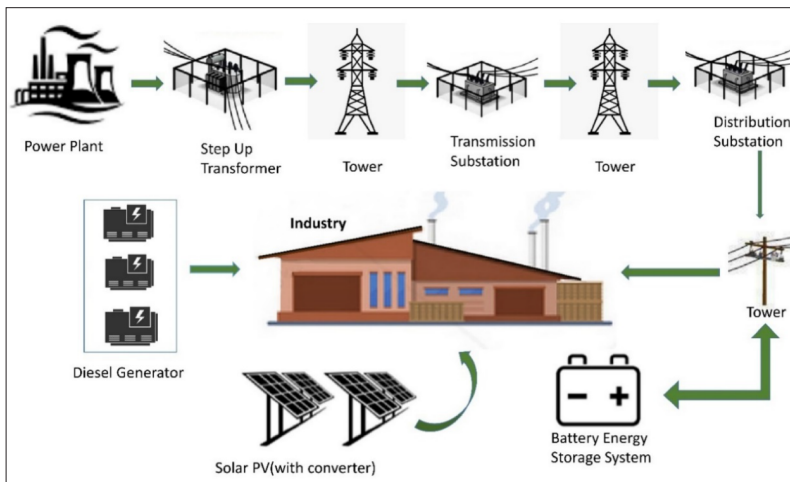 Power Plant
Step Up
Transformer
Tower
Transmission
Substation
Tower
Distribution
Substation
Industry
Tower
Diesel Generator
Solar PV(with converter)
Battery Energy
Storage System